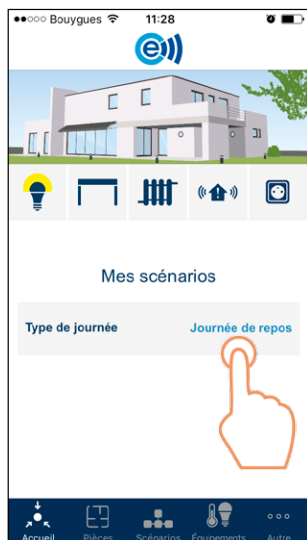 Bouygues 11:28
e
Mes scénarios
Type de journée Journée de repos
Accueil Pièces Scénarios Équipements Autre